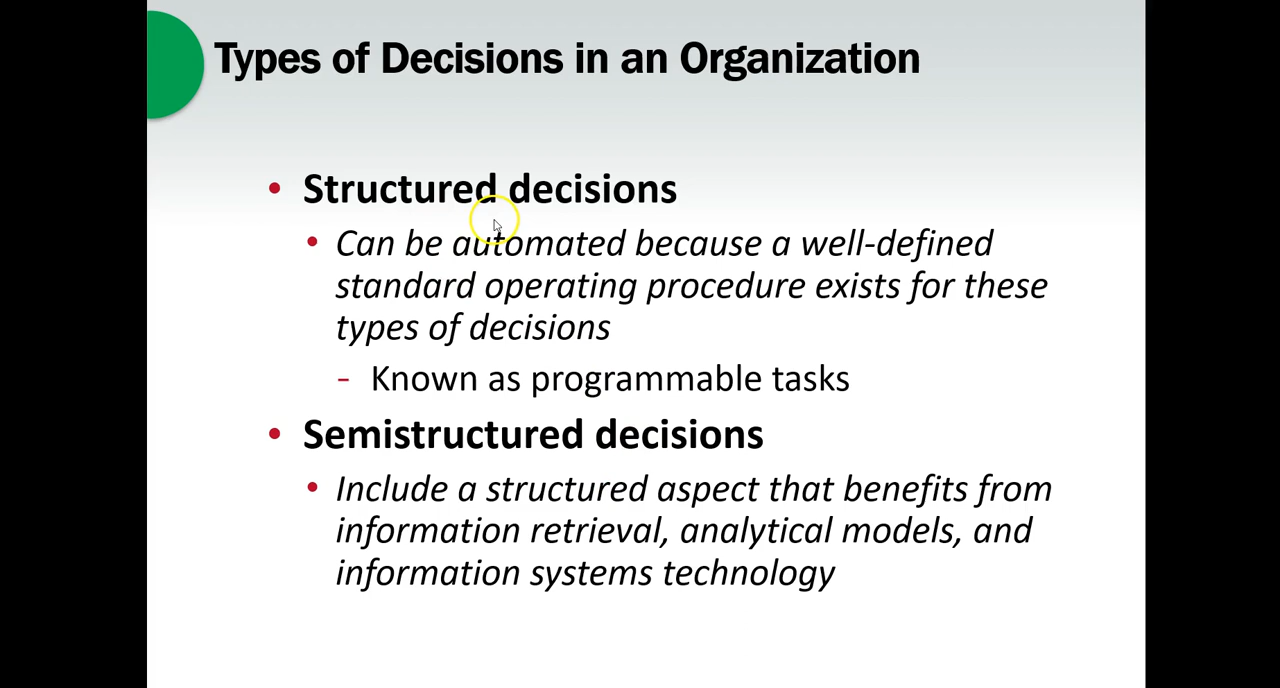 Types of Decisions in an Organization
• Structured decisions
• Can be automated because a well-defined
standard operating procedure exists for these
types of decisions
- Known as programmable tasks
• Semistructured decisions
• Include a structured aspect that benefits from
information retrieval, analytical models, and
information systems technology